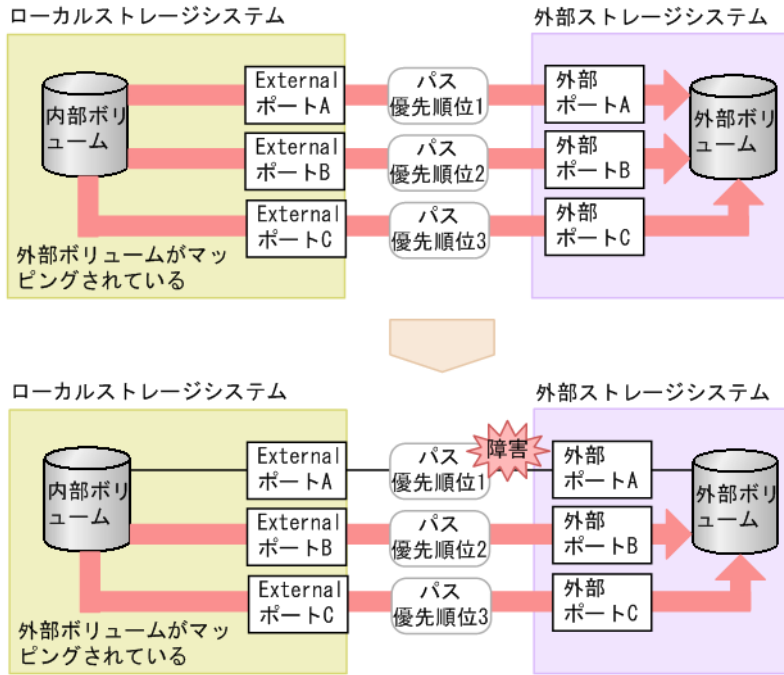 ローカルストレージシステム
外部ストレージシステム
内部ボリ
ューム
External
ポートA
パス
優先順位1
外部
ポートA
外部ボリ
ューム
External
ポートB
パス
優先順位2
外部
ポートB
External
ポートC
パス
優先順位3
外部
ポートC
外部ボリュームがマッ
ピングされている
ローカルストレージシステム
外部ストレージシステム
内部ボリ
ューム
External
ポートA
パス
優先順位1
障害
外部
ポートA
外部ボリ
ューム
External
ポートB
パス
優先順位2
外部
ポートB
External
ポートC
パス
優先順位3
外部
ポートC
外部ボリュームがマッ
ピングされている